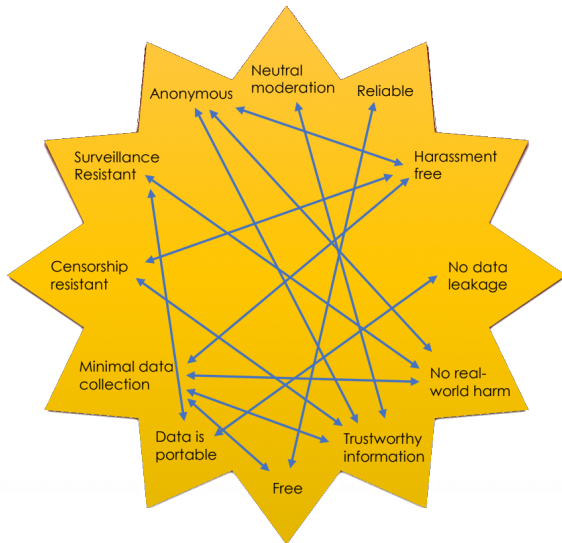 Neutral
moderation
Anonymous
Reliable
Surveillance
Resistant
Harassment
free
Censorship
resistant
No data
leakage
Minimal data
collection
No real-
world harm
Data is
portable
Trustworthy
information
Free